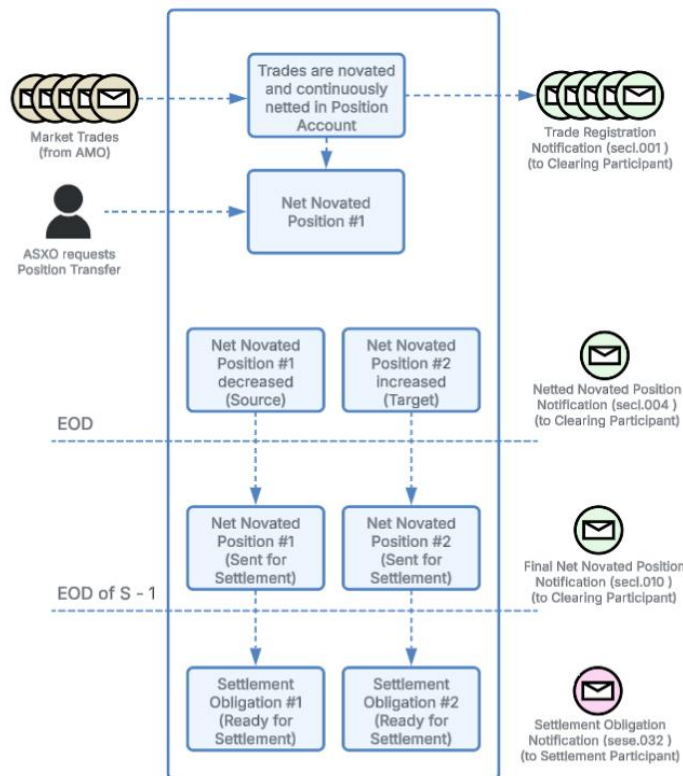 Trades are novated
and continuously
netted in Position
Account
Market Trades
(from AMO)
Trade Registration
Notification (secl.001 )
(to Clearing Participant)
Net Novated
Position #1
ASXO requests
Position Transfer
Net Novated
Position #1
decreased
(Source)
Net Novated
Position #2
increased
(Target)
Netted Novated Position
Notification (secl.004 )
(to Clearing Participant)
EOD
Net Novated
Position #1
(Sent for
Settlement)
Net Novated
Position #2
(Sent for
Settlement)
Final Net Novated Position
Notification (secl.010 )
(to Clearing Participant)
EOD of S - 1
Settlement
Obligation #1
(Ready for
Settlement)
Settlement
Obligation #2
(Ready for
Settlement)
Settlement Obligation
Notification (sese.032 )
(to Settlement Participant)